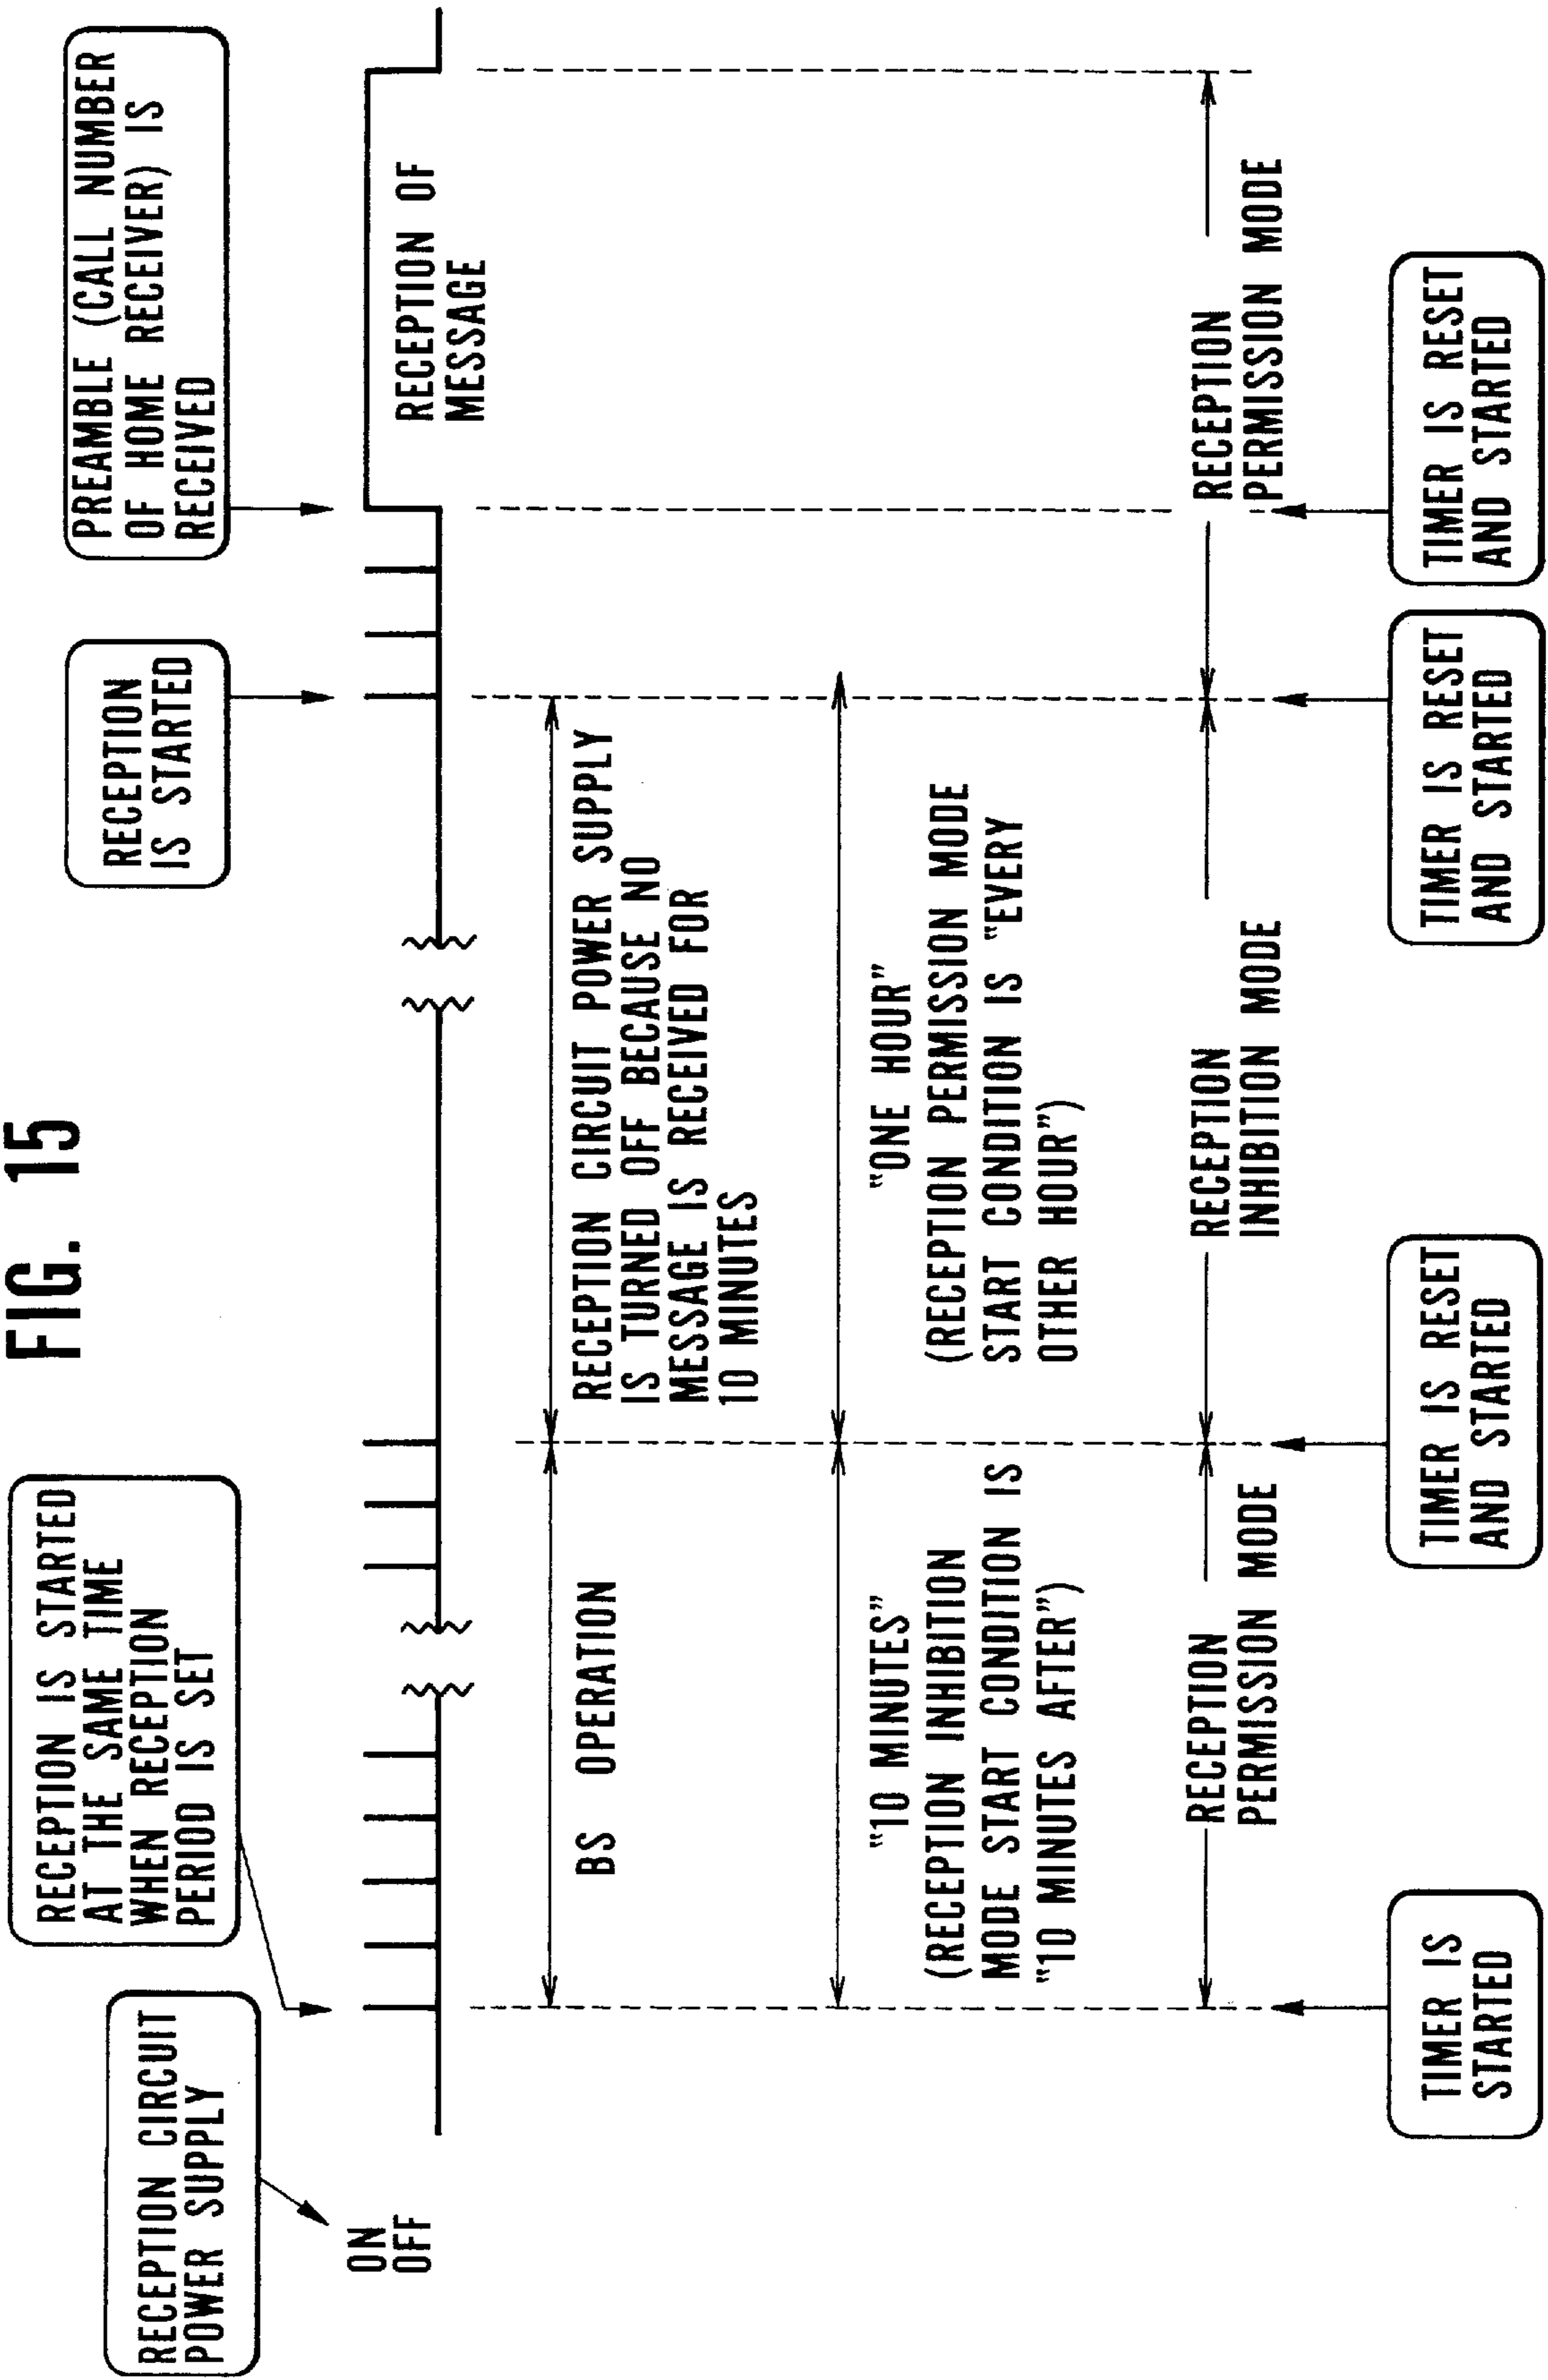 FIG. 15
RECEPTION CIRCUIT
POWER SUPPLY
ON
OFF
RECEPTION IS STARTED
AT THE SAME TIME
WHEN RECEPTION
PERIOD IS SET
RECEPTION
IS STARTED
PREAMBLE (CALL NUMBER
OF HOME RECEIVER) IS
RECEIVED
RECEPTION OF
MESSAGE
BS OPERATION
RECEPTION CIRCUIT POWER SUPPLY
IS TURNED OFF BECAUSE NO
MESSAGE IS RECEIVED FOR
10 MINUTES
"10 MINUTES"
(RECEPTION INHIBITION
MODE START CONDITION IS
"10 MINUTES AFTER")
"ONE HOUR"
(RECEPTION PERMISSION MODE
START CONDITION IS "EVERY
OTHER HOUR")
RECEPTION
PERMISSION MODE
RECEPTION
INHIBITION MODE
RECEPTION
PERMISSION MODE
TIMER IS
STARTED
TIMER IS RESET
AND STARTED
TIMER IS RESET
AND STARTED
TIMER IS RESET
AND STARTED